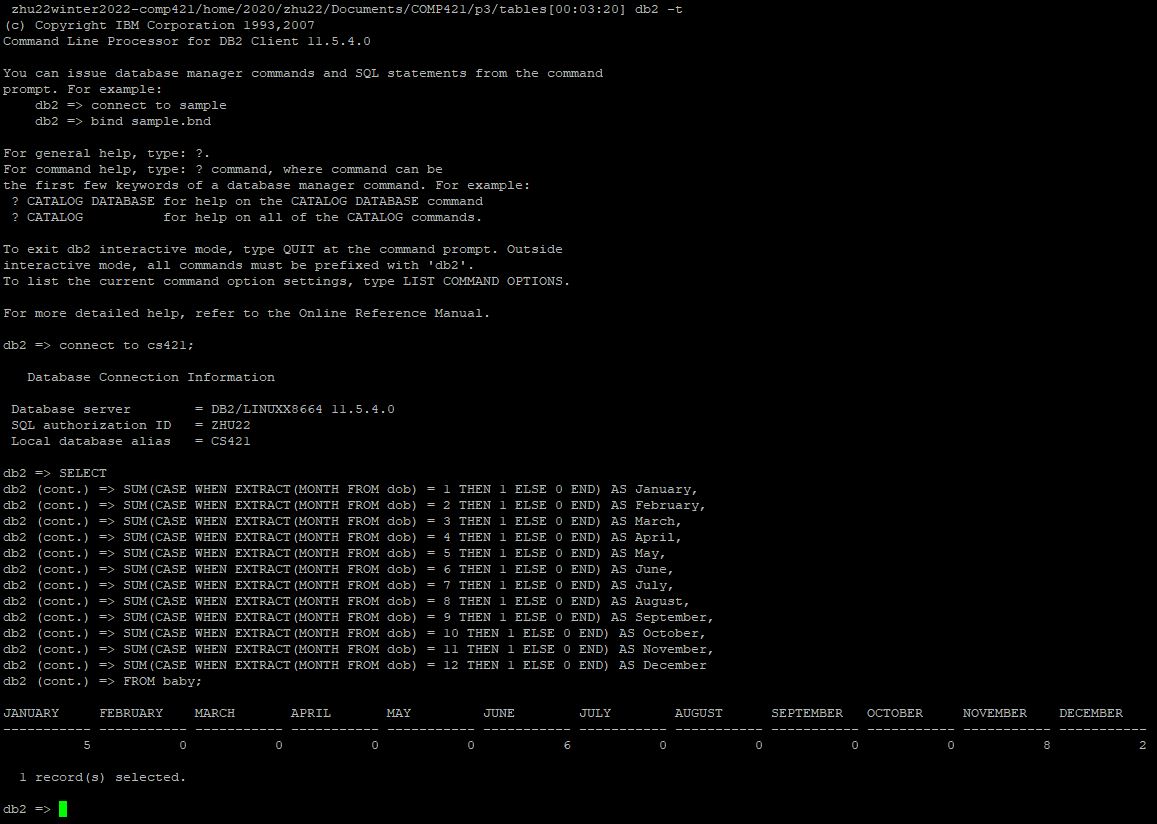 zhu22winter2022-comp421/home/2020/zhu22/Documents/COMP421/p3/tables[00:03:20] db2 -t
(c) Copyright IBM Corporation 1993,2007
Command Line Processor for DB2 Client 11.5.4.0
You can issue database manager commands and SQL statements from the command
prompt. For example:
db2 => connect to sample
db2 => bind sample.bnd
For general help, type: ?.
For command help, type: ? command, where command can be
the first few keywords of a database manager command. For example:
? CATALOG DATABASE for help on the CATALOG DATABASE command
? CATALOG          for help on all of the CATALOG commands.
To exit db2 interactive mode, type QUIT at the command prompt. Outside
interactive mode, all commands must be prefixed with 'db2'.
To list the current command option settings, type LIST COMMAND OPTIONS.
For more detailed help, refer to the Online Reference Manual.
db2 => connect to cs421;
Database Connection Information
Database server        = DB2/LINUXX8664 11.5.4.0
SQL authorization ID   = ZHU22
Local database alias   = CS421
db2 => SELECT
db2 (cont.) => SUM(CASE WHEN EXTRACT(MONTH FROM dob) = 1 THEN 1 ELSE 0 END) AS January,
db2 (cont.) => SUM(CASE WHEN EXTRACT(MONTH FROM dob) = 2 THEN 1 ELSE 0 END) AS February,
db2 (cont.) => SUM(CASE WHEN EXTRACT(MONTH FROM dob) = 3 THEN 1 ELSE 0 END) AS March,
db2 (cont.) => SUM(CASE WHEN EXTRACT(MONTH FROM dob) = 4 THEN 1 ELSE 0 END) AS April,
db2 (cont.) => SUM(CASE WHEN EXTRACT(MONTH FROM dob) = 5 THEN 1 ELSE 0 END) AS May,
db2 (cont.) => SUM(CASE WHEN EXTRACT(MONTH FROM dob) = 6 THEN 1 ELSE 0 END) AS June,
db2 (cont.) => SUM(CASE WHEN EXTRACT(MONTH FROM dob) = 7 THEN 1 ELSE 0 END) AS July,
db2 (cont.) => SUM(CASE WHEN EXTRACT(MONTH FROM dob) = 8 THEN 1 ELSE 0 END) AS August,
db2 (cont.) => SUM(CASE WHEN EXTRACT(MONTH FROM dob) = 9 THEN 1 ELSE 0 END) AS September,
db2 (cont.) => SUM(CASE WHEN EXTRACT(MONTH FROM dob) = 10 THEN 1 ELSE 0 END) AS October,
db2 (cont.) => SUM(CASE WHEN EXTRACT(MONTH FROM dob) = 11 THEN 1 ELSE 0 END) AS November,
db2 (cont.) => SUM(CASE WHEN EXTRACT(MONTH FROM dob) = 12 THEN 1 ELSE 0 END) AS December
db2 (cont.) => FROM baby;
JANUARY     FEBRUARY    MARCH       APRIL       MAY         JUNE        JULY        AUGUST      SEPTEMBER   OCTOBER     NOVEMBER    DECEMBER
----------- ----------- ----------- ----------- ----------- ----------- ----------- ----------- ----------- ----------- ----------- -----------
5           0           0           0           0           6           0           0           0           0           8           2
1 record(s) selected.
db2 =>